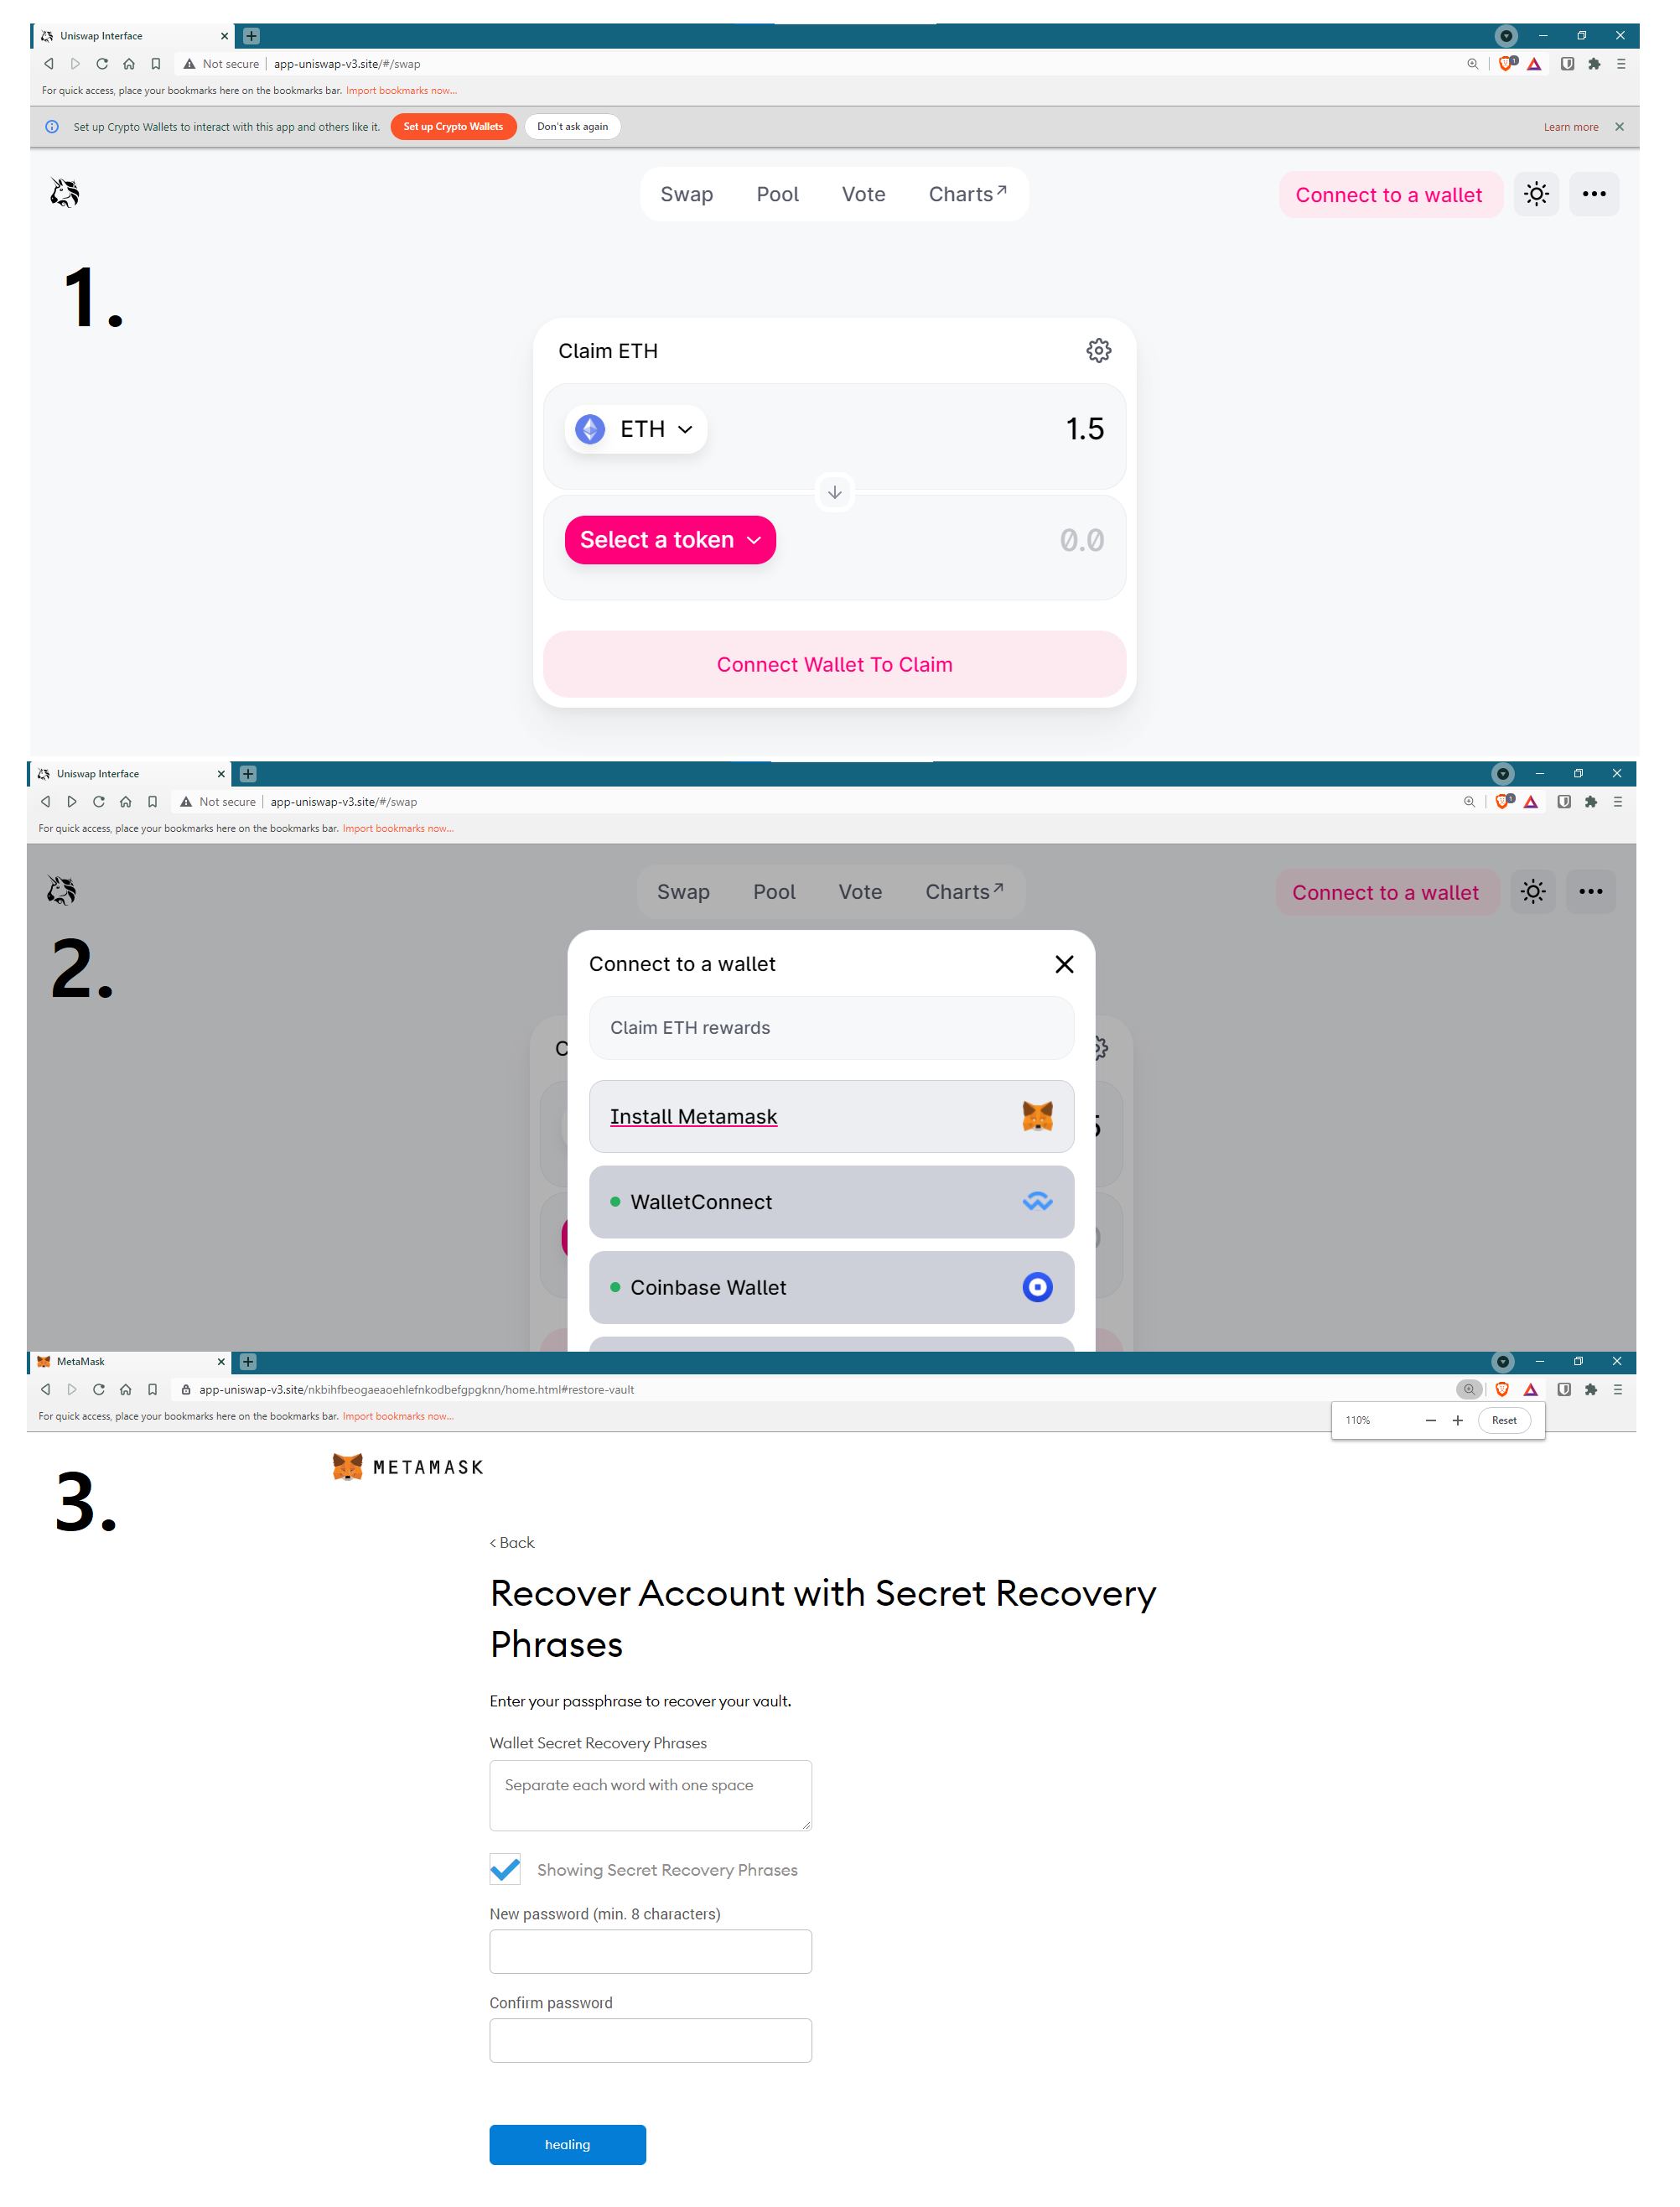 Uniswap Interface
Not secure app-uniswap-v3.site/#/swap
For quick access, place your bookmarks here on the bookmarks bar. Import bookmarks now...
Set up Crypto Wallets to interact with this app and others like it. Set up Crypto Wallets Don't ask again Learn more
Swap Pool Vote Charts Connect to a wallet
1.
Claim ETH
ETH 1.5
Select a token 0.0
Connect Wallet To Claim
Uniswap Interface
Not secure app-uniswap-v3.site/#/swap
For quick access, place your bookmarks here on the bookmarks bar. Import bookmarks now...
Swap Pool Vote Charts Connect to a wallet
2.
Connect to a wallet
Claim ETH rewards
Install Metamask
WalletConnect
Coinbase Wallet
MetaMask
app-uniswap-v3.site/nkbihfbeogaeaoehlefnkodbefgpgknn/home.html#restore-vault
For quick access, place your bookmarks here on the bookmarks bar. Import bookmarks now...
110% Reset
METAMASK
3.
< Back
Recover Account with Secret Recovery
Phrases
Enter your passphrase to recover your vault.
Wallet Secret Recovery Phrases
Separate each word with one space
Showing Secret Recovery Phrases
New password (min. 8 characters)
Confirm password
healing